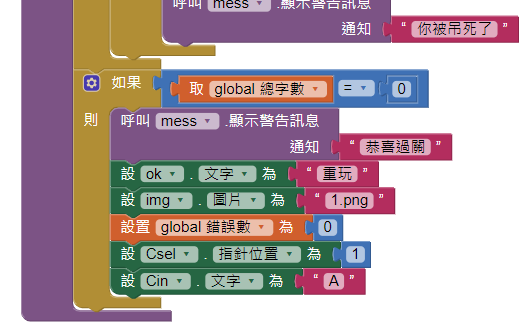 呼叫 mess .顯示警告訊息
通知 “ 你被吊死了 ”
如果 取 global 總字數 = 0
則 呼叫 mess .顯示警告訊息
通知 “ 恭喜過關 ”
設 ok . 文字 為 “ 重玩 ”
設 img . 圖片 為 “ 1.png ”
設置 global 錯誤數 為 0
設 Csel . 指針位置 為 1
設 Cin . 文字 為 “ A ”